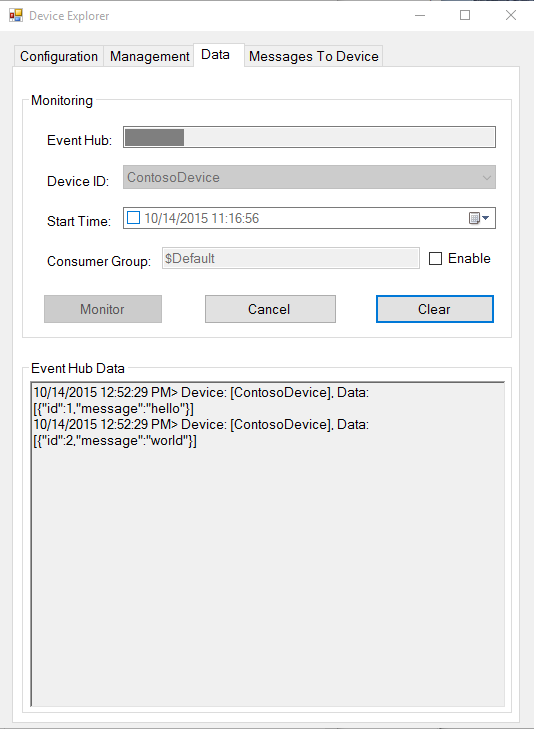 Device Explorer
Configuration Management Data Messages To Device
Monitoring
Event Hub:
Device ID: ContosoDevice
Start Time: 10/14/2015 11:16:56
Consumer Group: $Default Enable
Monitor Cancel Clear
Event Hub Data
10/14/2015 12:52:29 PM> Device: [ContosoDevice], Data:
[{"id":1,"message":"hello"}]
10/14/2015 12:52:29 PM> Device: [ContosoDevice], Data:
[{"id":2,"message":"world"}]